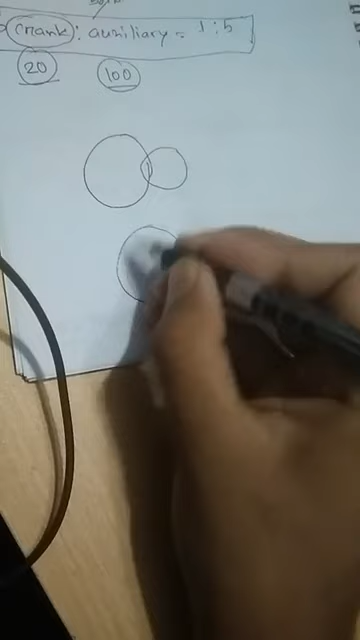 (crank) : auxiliary = 1 : 5
20 100